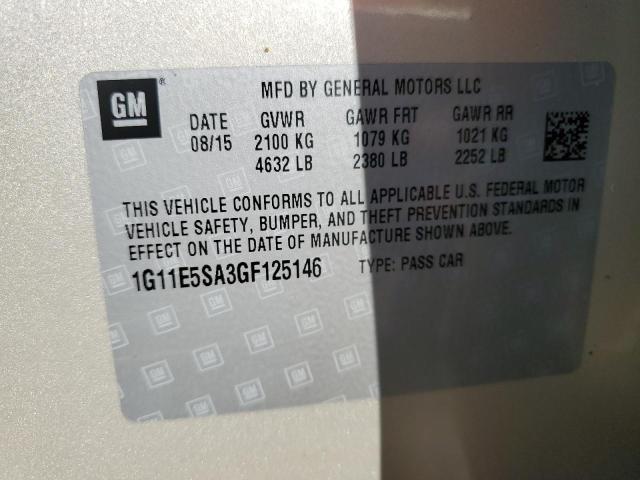 GM ®
MFD BY GENERAL MOTORS LLC
DATE GVWR GAWR FRT GAWR RR
08/15 2100 KG 1079 KG 1021 KG
4632 LB 2380 LB 2252 LB
THIS VEHICLE CONFORMS TO ALL APPLICABLE U.S. FEDERAL MOTOR
VEHICLE SAFETY, BUMPER, AND THEFT PREVENTION STANDARDS IN
EFFECT ON THE DATE OF MANUFACTURE SHOWN ABOVE.
1G11E5SA3GF125146 TYPE: PASS CAR